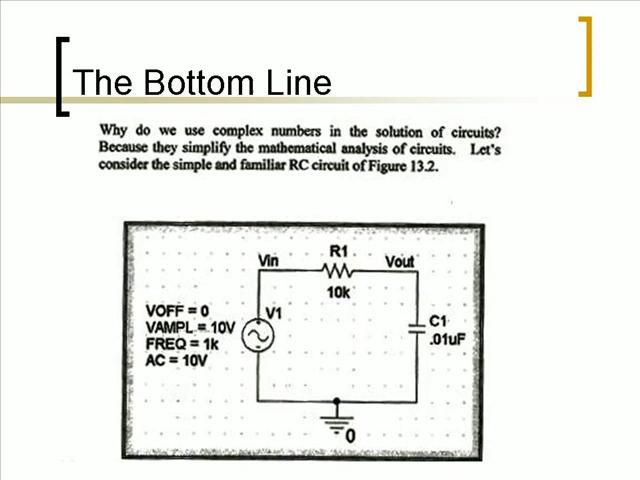 The Bottom Line
Why do we use complex numbers in the solution of circuits?
Because they simplify the mathematical analysis of circuits. Let's
consider the simple and familiar RC circuit of Figure 13.2.
Vin
R1
Vout
10k
VOFF = 0
VAMPL = 10V
FREQ = 1k
AC = 10V
V1
C1
.01uF
0